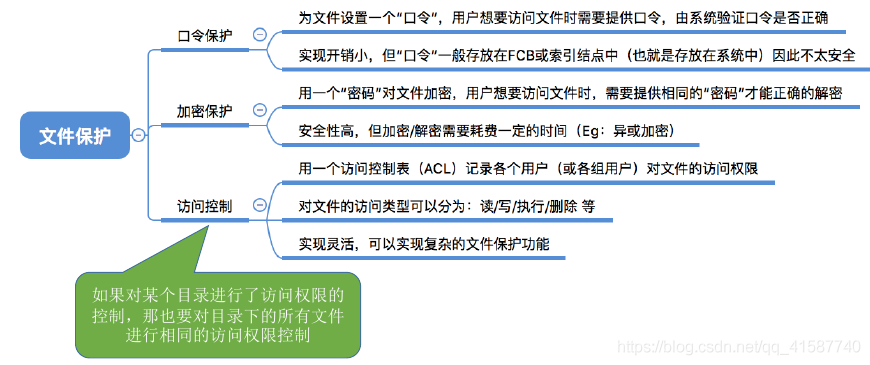 文件保护
口令保护
为文件设置一个“口令”，用户想要访问文件时需要提供口令，由系统验证口令是否正确
实现开销小，但“口令”一般存放在FCB或索引结点中（也就是存放在系统中）因此不太安全
加密保护
用一个“密码”对文件加密，用户想要访问文件时，需要提供相同的“密码”才能正确的解密
安全性高，但加密/解密需要耗费一定的时间（Eg：异或加密）
访问控制
用一个访问控制表（ACL）记录各个用户（或各组用户）对文件的访问权限
对文件的访问类型可以分为：读/写/执行/删除 等
实现灵活，可以实现复杂的文件保护功能
如果对某个目录进行了访问权限的
控制，那也要对目录下的所有文件
进行相同的访问权限控制
https://blog.csdn.net/qq_41587740